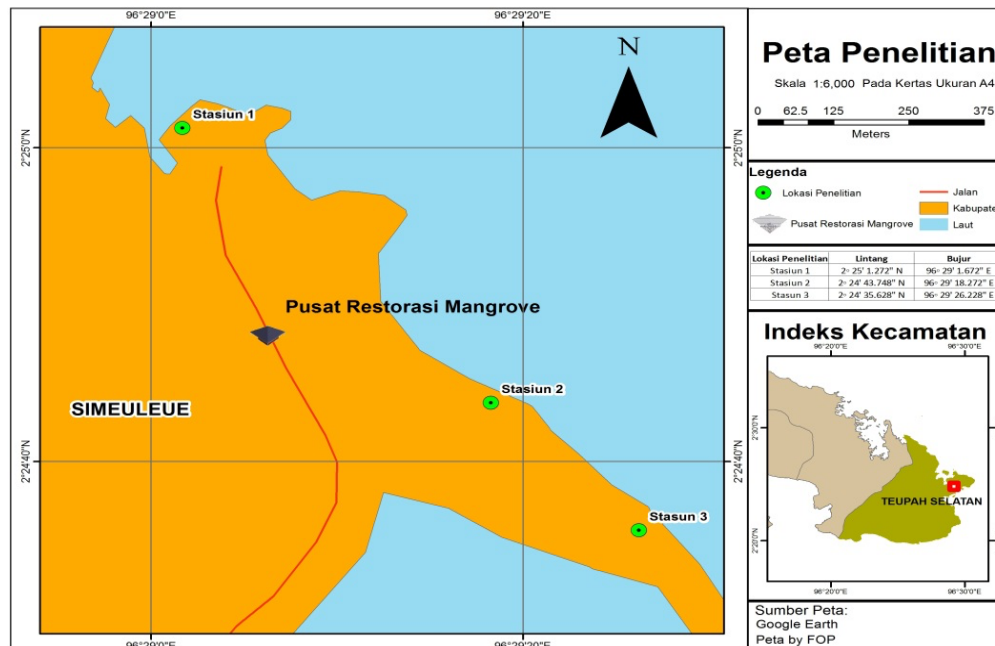 96°29'0"E
96°29'20"E
N
Stasiun 1
2°25'0"N
2°25'0"N
Pusat Restorasi Mangrove
Stasiun 2
SIMEULEUE
2°24'40"N
2°24'40"N
Stasun 3
96°29'0"E
96°29'20"E
Peta Penelitian
Skala 1:6,000 Pada Kertas Ukuran A4
0 62.5 125 250 375
Meters
Legenda
Lokasi Penelitian
Jalan
Kabupate
Pusat Restorasi Mangrove
Laut
Lokasi Penelitian Lintang Bujur
Stasiun 1 2° 25' 1.272" N 96° 29' 1.672" E
Stasiun 2 2° 24' 43.748" N 96° 29' 18.272" E
Stasun 3 2° 24' 35.628" N 96° 29' 26.228" E
Indeks Kecamatan
96°20'0"E
96°30'0"E
2°30'0"N
TEUPAH SELATAN
2°20'0"N
96°20'0"E
96°30'0"E
Sumber Peta:
Google Earth
Peta by FOP